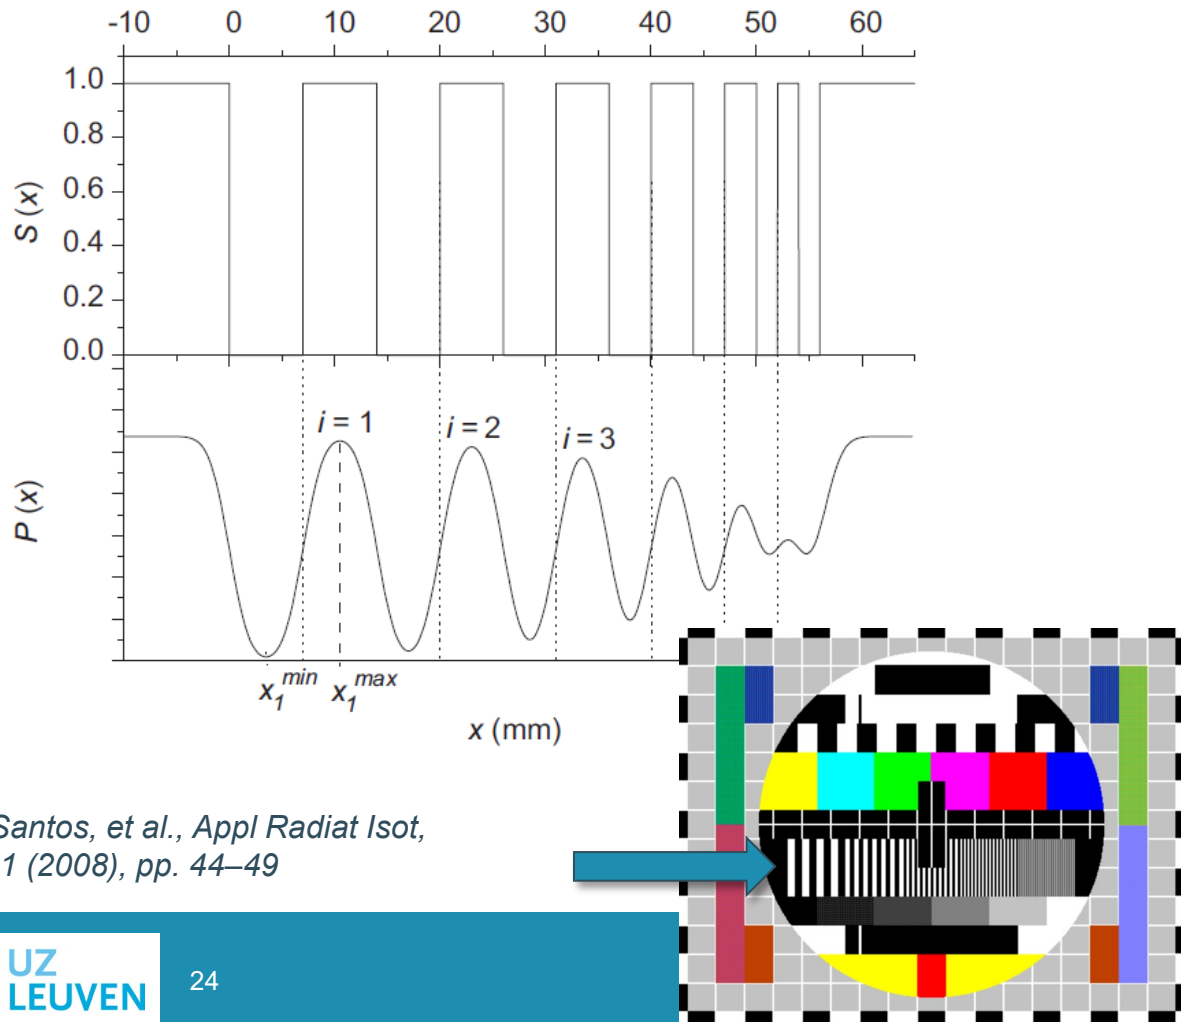 -10 0 10 20 30 40 50 60
1.0
0.8
0.6
0.4
0.2
0.0
S (x)
i = 1
i = 2
i = 3
P (x)
x₁ᵐⁱⁿ x₁ᵐᵃˣ
x (mm)
Santos, et al., Appl Radiat Isot,
1 (2008), pp. 44–49
UZ
LEUVEN
24